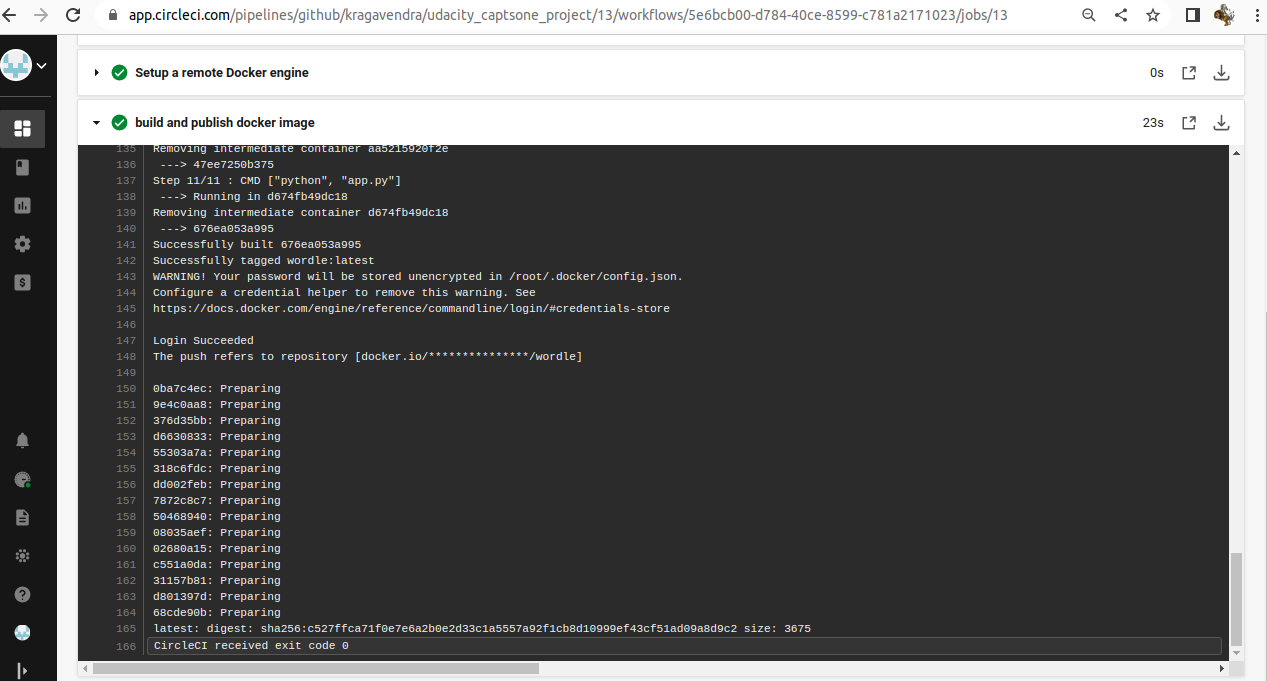 app.circleci.com/pipelines/github/kragavendra/udacity_captsone_project/13/workflows/5e6bcb00-d784-40ce-8599-c781a2171023/jobs/13
Setup a remote Docker engine 0s
build and publish docker image 23s
135 Removing intermediate container aa5215920f2e
136 ---> 47ee7250b375
137 Step 11/11 : CMD ["python", "app.py"]
138 ---> Running in d674fb49dc18
139 Removing intermediate container d674fb49dc18
140 ---> 676ea053a995
141 Successfully built 676ea053a995
142 Successfully tagged wordle:latest
143 WARNING! Your password will be stored unencrypted in /root/.docker/config.json.
144 Configure a credential helper to remove this warning. See
145 https://docs.docker.com/engine/reference/commandline/login/#credentials-store
146
147 Login Succeeded
148 The push refers to repository [docker.io/***************/wordle]
149
150 0ba7c4ec: Preparing
151 9e4c0aa8: Preparing
152 376d35bb: Preparing
153 d6630833: Preparing
154 55303a7a: Preparing
155 318c6fdc: Preparing
156 dd002feb: Preparing
157 7872c8c7: Preparing
158 50468940: Preparing
159 08035aef: Preparing
160 02680a15: Preparing
161 c551a0da: Preparing
162 31157b81: Preparing
163 d801397d: Preparing
164 68cde90b: Preparing
165 latest: digest: sha256:c527ffca71f0e7e6a2b0e2d33c1a5557a92f1cb8d10999ef43cf51ad09a8d9c2 size: 3675
166 CircleCI received exit code 0